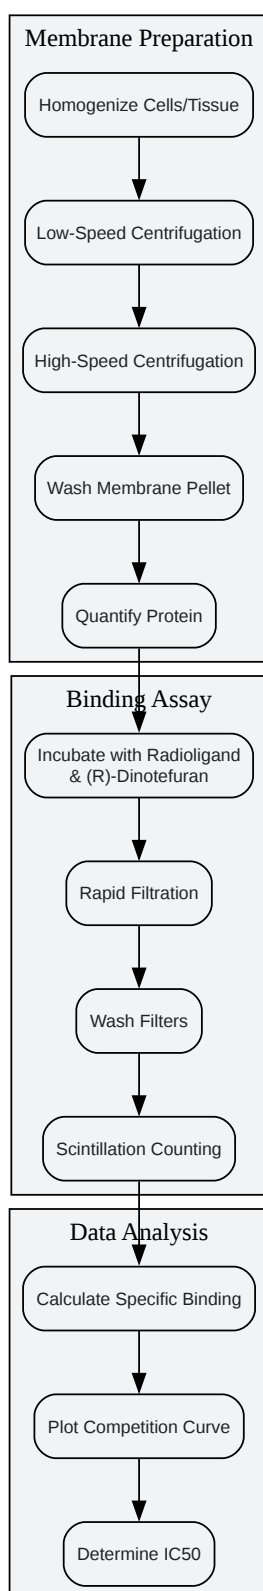 Membrane Preparation
Homogenize Cells/Tissue
Low-Speed Centrifugation
High-Speed Centrifugation
Wash Membrane Pellet
Quantify Protein
Binding Assay
Incubate with Radioligand
& (R)-Dinotefuran
Rapid Filtration
Wash Filters
Scintillation Counting
Data Analysis
Calculate Specific Binding
Plot Competition Curve
Determine IC50